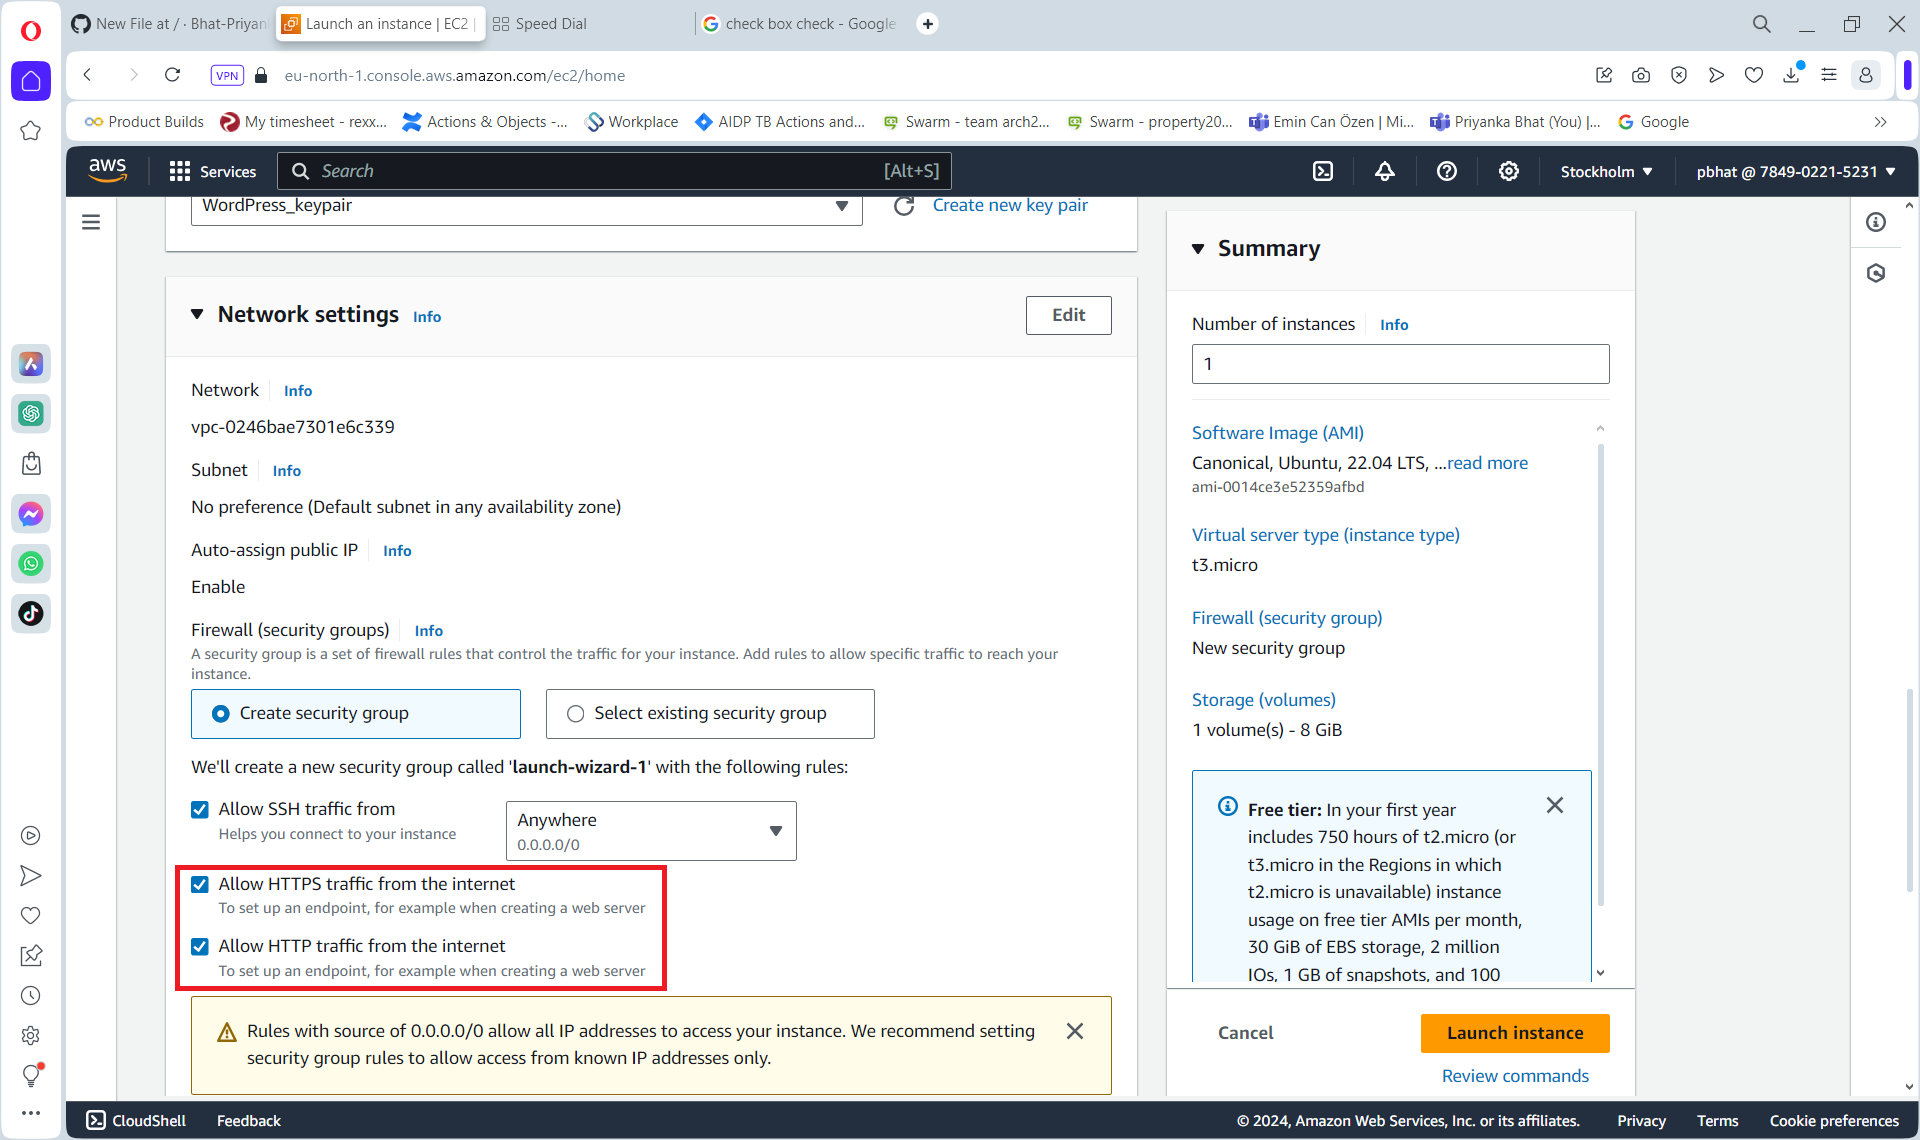 New File at / · Bhat-Priyan
Launch an instance | EC2 |
Speed Dial
check box check - Google
VPN
eu-north-1.console.aws.amazon.com/ec2/home
Product Builds
My timesheet - rexx...
Actions & Objects -...
Workplace
AIDP TB Actions and...
Swarm - team arch2...
Swarm - property20...
Emin Can Özen | Mi...
Priyanka Bhat (You) |...
Google
aws
Services
Search
[Alt+S]
Stockholm
pbhat @ 7849-0221-5231
WordPress_keypair
Create new key pair
Network settings Info
Edit
Network Info
vpc-0246bae7301e6c339
Subnet Info
No preference (Default subnet in any availability zone)
Auto-assign public IP Info
Enable
Firewall (security groups) Info
A security group is a set of firewall rules that control the traffic for your instance. Add rules to allow specific traffic to reach your
instance.
Create security group
Select existing security group
We'll create a new security group called 'launch-wizard-1' with the following rules:
Allow SSH traffic from
Helps you connect to your instance
Anywhere
0.0.0.0/0
Allow HTTPS traffic from the internet
To set up an endpoint, for example when creating a web server
Allow HTTP traffic from the internet
To set up an endpoint, for example when creating a web server
Rules with source of 0.0.0.0/0 allow all IP addresses to access your instance. We recommend setting
security group rules to allow access from known IP addresses only.
Summary
Number of instances Info
1
Software Image (AMI)
Canonical, Ubuntu, 22.04 LTS, ...read more
ami-0014ce3e52359afbd
Virtual server type (instance type)
t3.micro
Firewall (security group)
New security group
Storage (volumes)
1 volume(s) - 8 GiB
Free tier: In your first year
includes 750 hours of t2.micro (or
t3.micro in the Regions in which
t2.micro is unavailable) instance
usage on free tier AMIs per month,
30 GiB of EBS storage, 2 million
IOs, 1 GB of snapshots, and 100
Cancel
Launch instance
Review commands
CloudShell
Feedback
© 2024, Amazon Web Services, Inc. or its affiliates.
Privacy
Terms
Cookie preferences